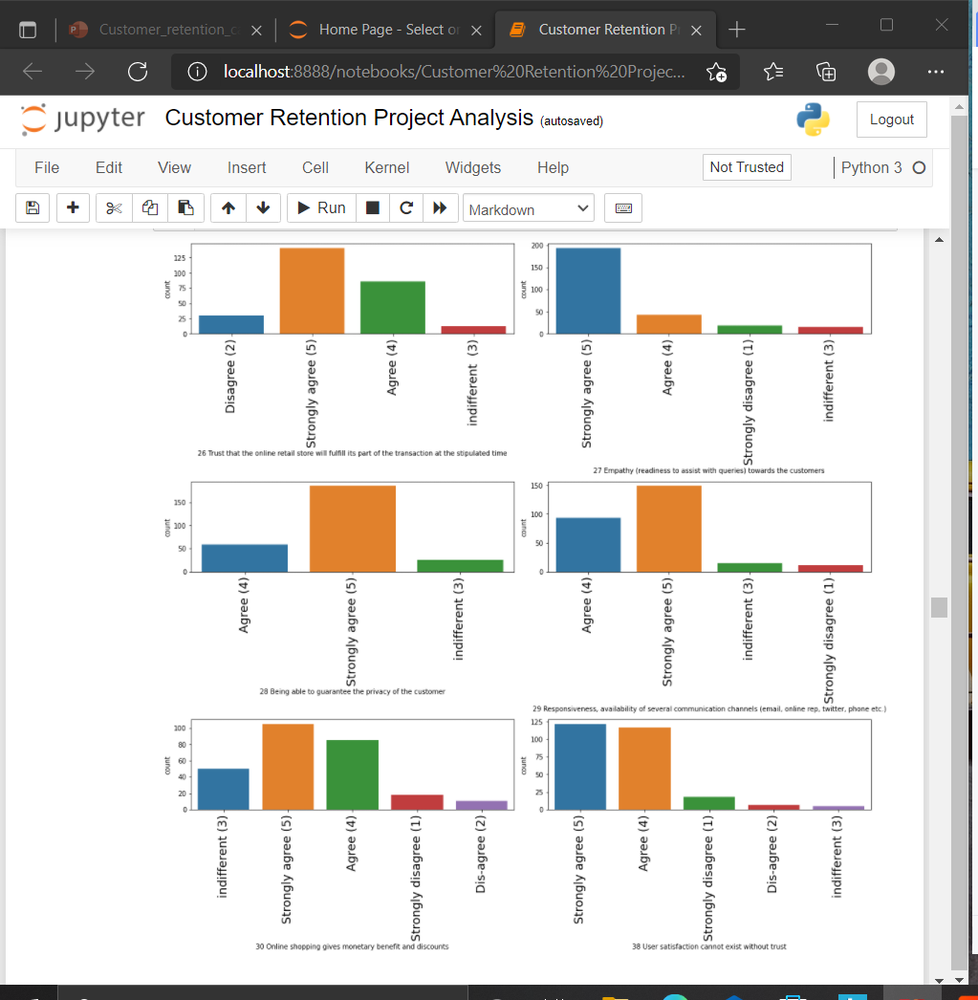 Customer_retention_c
Home Page - Select or
Customer Retention P
localhost:8888/notebooks/Customer%20Retention%20Projec...
jupyter
Customer Retention Project Analysis (autosaved)
Logout
File Edit View Insert Cell Kernel Widgets Help
Not Trusted
Python 3
Run
Markdown
count
125
100
75
50
25
0
Disagree (2)
Strongly agree (5)
Agree (4)
indifferent  (3)
26 Trust that the online retail store will fulfill its part of the transaction at the stipulated time
count
200
150
100
50
0
Strongly agree (5)
Agree (4)
Strongly disagree (1)
indifferent (3)
27 Empathy (readiness to assist with queries) towards the customers
count
150
100
50
0
Agree (4)
Strongly agree (5)
indifferent (3)
28 Being able to guarantee the privacy of the customer
count
150
100
50
0
Agree (4)
Strongly agree (5)
indifferent (3)
Strongly disagree (1)
29 Responsiveness, availability of several communication channels (email, online rep, twitter, phone etc.)
count
100
80
60
40
20
0
indifferent (3)
Strongly agree (5)
Agree (4)
Strongly disagree (1)
Dis-agree (2)
30 Online shopping gives monetary benefit and discounts
count
125
100
75
50
25
0
Strongly agree (5)
Agree (4)
Strongly disagree (1)
Dis-agree (2)
indifferent (3)
38 User satisfaction cannot exist without trust